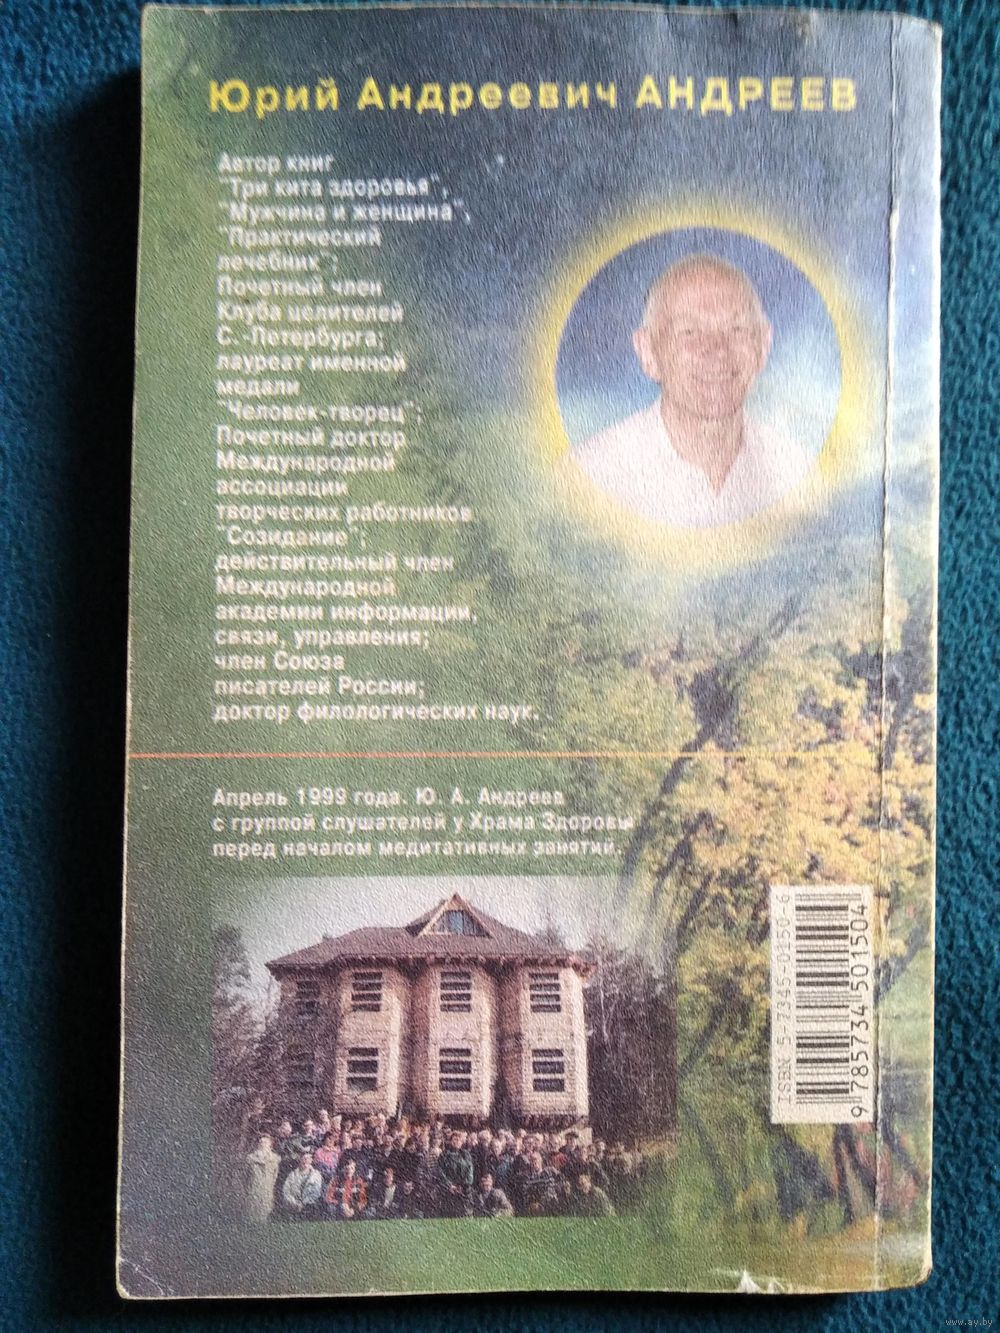 Юрий Андреевич АНДРЕЕВ
Автор книг
"Три кита здоровья",
"Мужчина и женщина",
"Практический
лечебник";
Почетный член
Клуба целителей
С.-Петербурга;
лауреат именной
медали
"Человек-творец";
Почетный доктор
Международной
ассоциации
творческих работников
"Созидание";
действительный член
Международной
академии информации,
связи, управления;
член Союза
писателей России;
доктор филологических наук.
Апрель 1999 года. Ю. А. Андреев
с группой слушателей у Храма Здоровья
перед началом медитативных занятий.
ISBN 5-7345-0150-6
9 785734 501504
www.ay.by